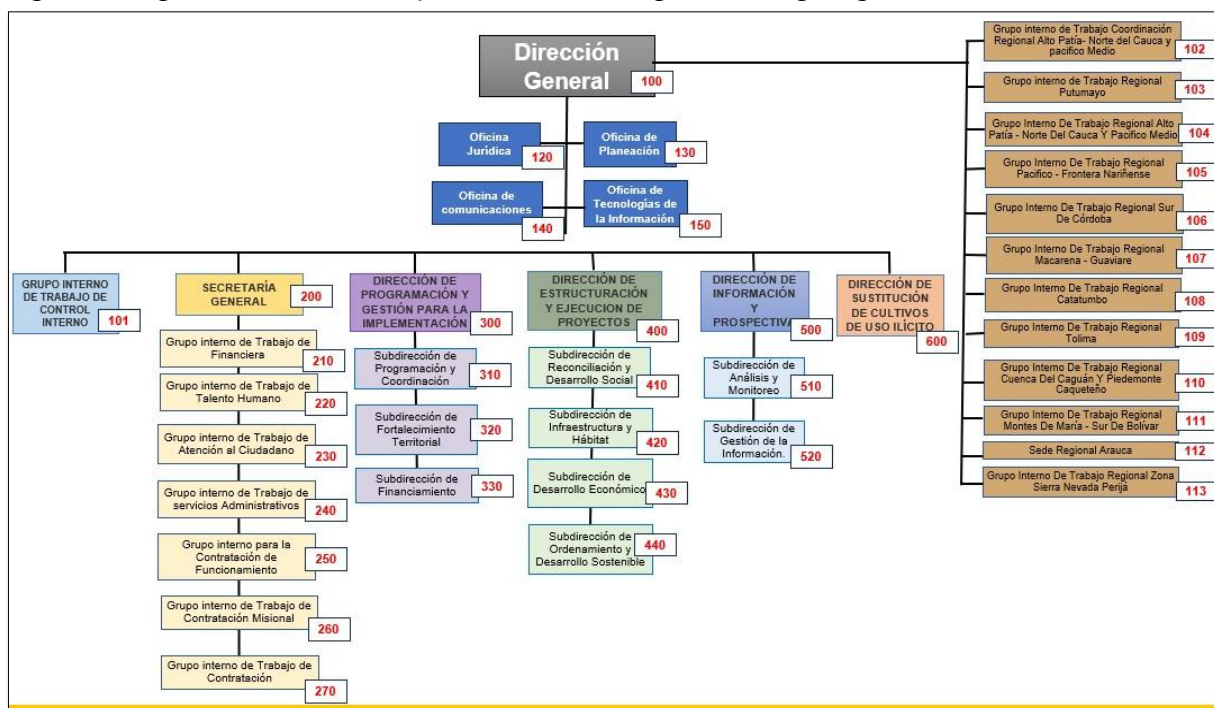 Dirección
General
100
Oficina
Jurídica
120
Oficina de
Planeación
130
Oficina de
comunicaciones
140
Oficina de
Tecnologías de
la Información
150
GRUPO INTERNO
DE TRABAJO DE
CONTROL
INTERNO
101
SECRETARÍA
GENERAL
200
Grupo interno de Trabajo de
Financiera
210
Grupo interno de Trabajo de
Talento Humano
220
Grupo interno de Trabajo de
Atención al Ciudadano
230
Grupo interno de Trabajo de
servicios Administrativos
240
Grupo interno para la
Contratación de
Funcionamiento
250
Grupo interno de Trabajo de
Contratación Misional
260
Grupo interno de Trabajo de
Contratación
270
DIRECCIÓN DE
PROGRAMACIÓN Y
GESTIÓN PARA LA
IMPLEMENTACIÓN
300
Subdirección de
Programación y
Coordinación
310
Subdirección de
Fortalecimiento
Territorial
320
Subdirección de
Financiamiento
330
DIRECCIÓN DE
ESTRUCTURACIÓN
Y EJECUCION DE
PROYECTOS
400
Subdirección de
Reconciliación y
Desarrollo Social
410
Subdirección de
Infraestructura y
Hábitat
420
Subdirección de
Desarrollo Económico
430
Subdirección de
Ordenamiento y
Desarrollo Sostenible
440
DIRECCIÓN DE
INFORMACIÓN
Y
PROSPECTIVA
500
Subdirección de
Análisis y
Monitoreo
510
Subdirección de
Gestión de la
Información.
520
DIRECCIÓN DE
SUSTITUCIÓN
DE CULTIVOS
DE USO ILÍCITO
600
Grupo interno de Trabajo Coordinación
Regional Alto Patía- Norte del Cauca y
pacifico Medio
102
Grupo interno de Trabajo Regional
Putumayo
103
Grupo Interno De Trabajo Regional Alto
Patía - Norte Del Cauca Y Pacifico Medio
104
Grupo Interno De Trabajo Regional
Pacifico - Frontera Nariñense
105
Grupo Interno De Trabajo Regional Sur
De Córdoba
106
Grupo Interno De Trabajo Regional
Macarena - Guaviare
107
Grupo Interno De Trabajo Regional
Catatumbo
108
Grupo Interno De Trabajo Regional
Tolima
109
Grupo Interno De Trabajo Regional
Cuenca Del Caguán Y Piedemonte
Caqueteño
110
Grupo Interno De Trabajo Regional
Montes De María - Sur De Bolívar
111
Sede Regional Arauca
112
Grupo Interno De Trabajo Regional Zona
Sierra Nevada Perijá
113